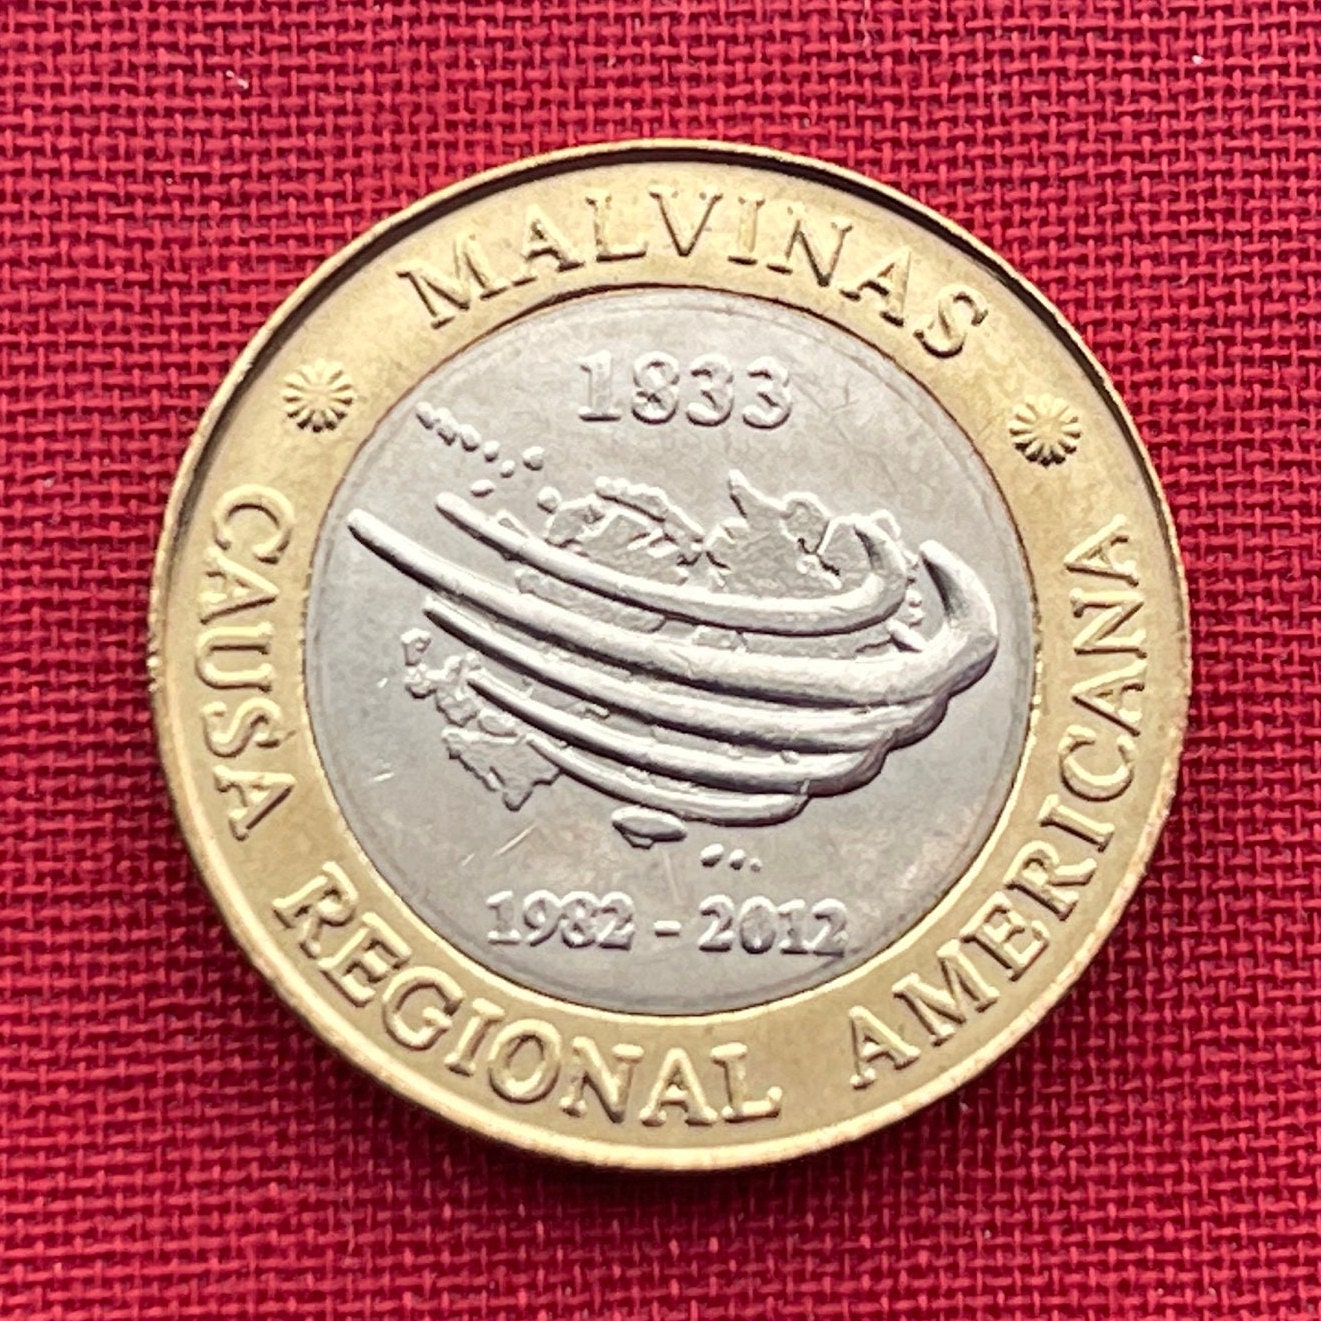 MALVINAS
1833
1982 - 2012
CAUSA REGIONAL AMERICANA